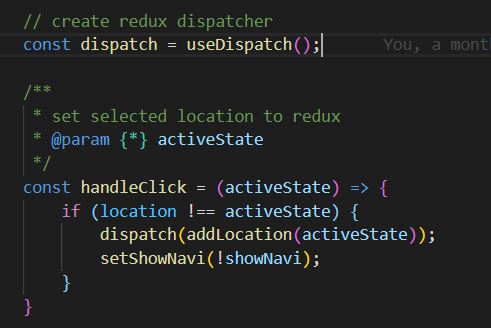 // create redux dispatcher
const dispatch = useDispatch(); You, a mont
/**
 * set selected location to redux
 * @param {*} activeState
 */
const handleClick = (activeState) => {
    if (location !== activeState) {
        dispatch(addLocation(activeState));
        setShowNavi(!showNavi);
    }
}